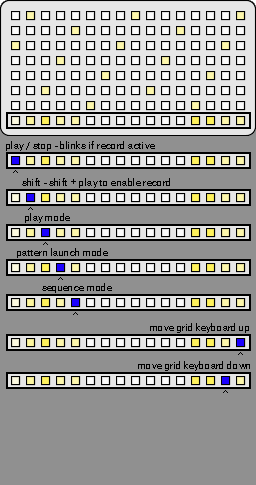 play / stop - blinks if record active
shift - shift + play to enable record
play mode
pattern launch mode
sequence mode
move grid keyboard up
move grid keyboard down